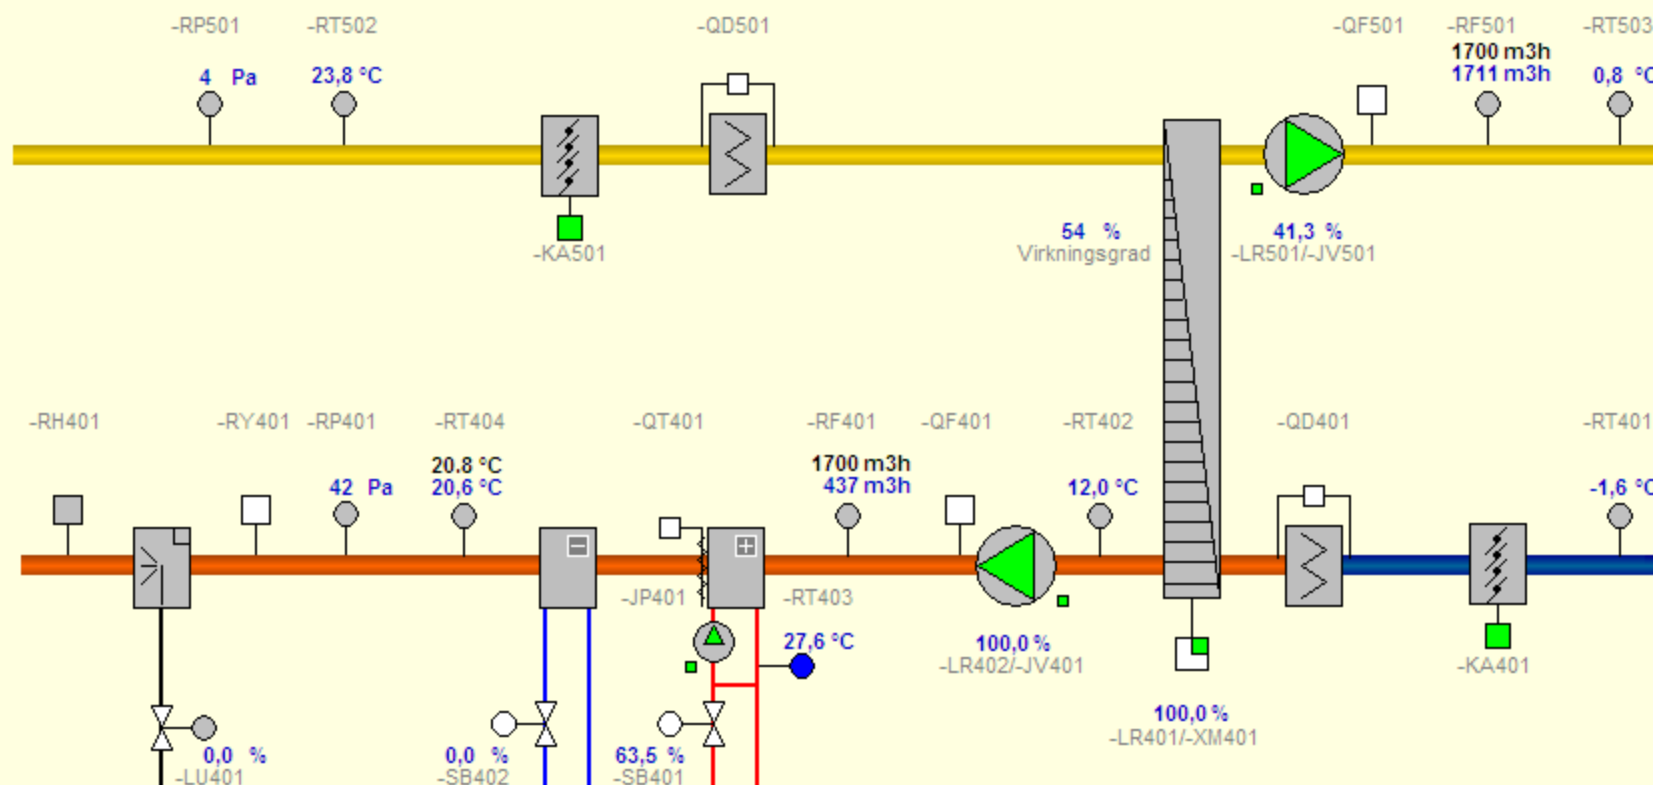 -RP501
-RT502
-QD501
-QF501
-RF501
-RT503
1700 m3h
4 Pa
23,8 °C
1711 m3h
0,8 °C
54 %
Virkningsgrad
41,3 %
-LR501/-JV501
-KA501
-RH401
-RY401
-RP401
-RT404
-QT401
-RF401
-QF401
-RT402
-QD401
-RT401
20.8 °C
1700 m3h
42 Pa
20,6 °C
437 m3h
12,0 °C
-1,6 °C
-JP401
-RT403
27,6 °C
100,0 %
-LR402/-JV401
-KA401
100,0 %
-LR401/-XM401
0,0 %
-LU401
0,0 %
-SB402
63,5 %
-SB401